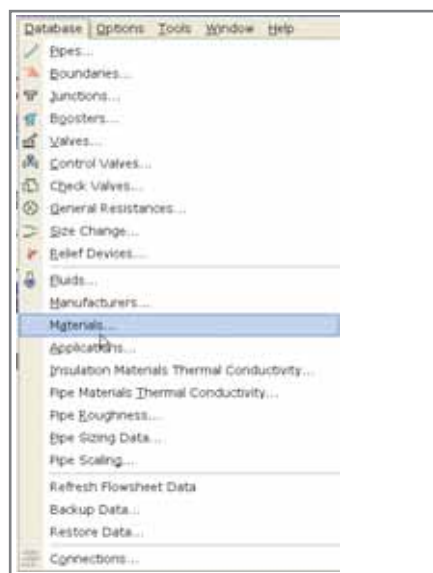 Database Options Tools Window Help
Pipes...
Boundaries...
Junctions...
Boosters...
Valves...
Control Valves...
Check Valves...
General Resistances...
Size Change...
Relief Devices...
Fluids...
Manufacturers...
Materials...
Applications...
Insulation Materials Thermal Conductivity...
Pipe Materials Thermal Conductivity...
Pipe Roughness...
Pipe Sizing Data...
Pipe Scaling...
Refresh Flowsheet Data
Backup Data...
Restore Data...
Connections...